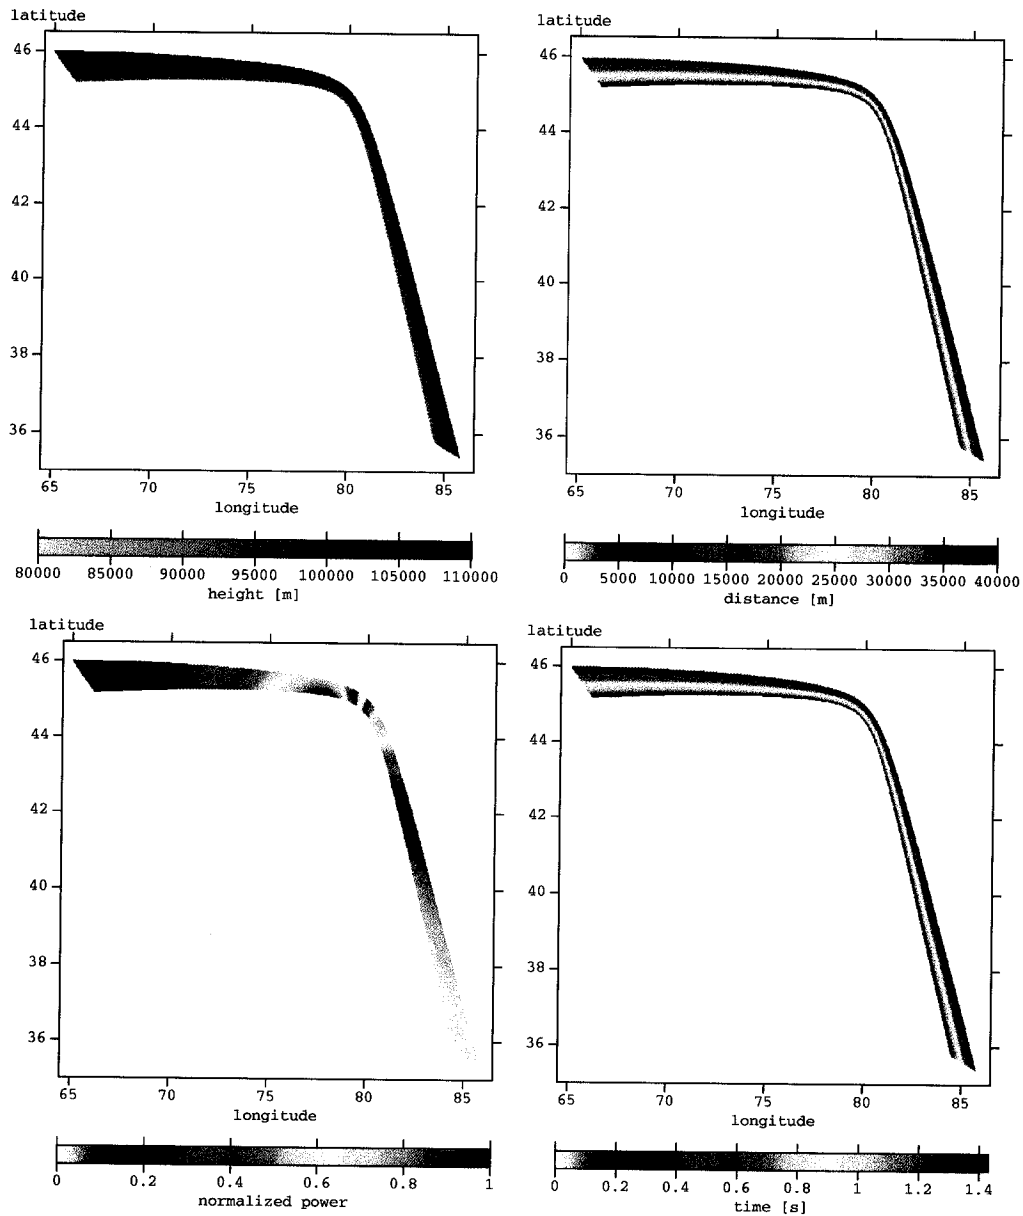 latitude
46
44
42
40
38
36
65 70 75 80 85
longitude
80000 85000 90000 95000 100000 105000 110000
height [m]
latitude
46
44
42
40
38
36
65 70 75 80 85
longitude
0 5000 10000 15000 20000 25000 30000 35000 40000
distance [m]
latitude
46
44
42
40
38
36
65 70 75 80 85
longitude
0 0.2 0.4 0.6 0.8 1
normalized power
latitude
46
44
42
40
38
36
65 70 75 80 85
longitude
0 0.2 0.4 0.6 0.8 1 1.2 1.4
time [s]